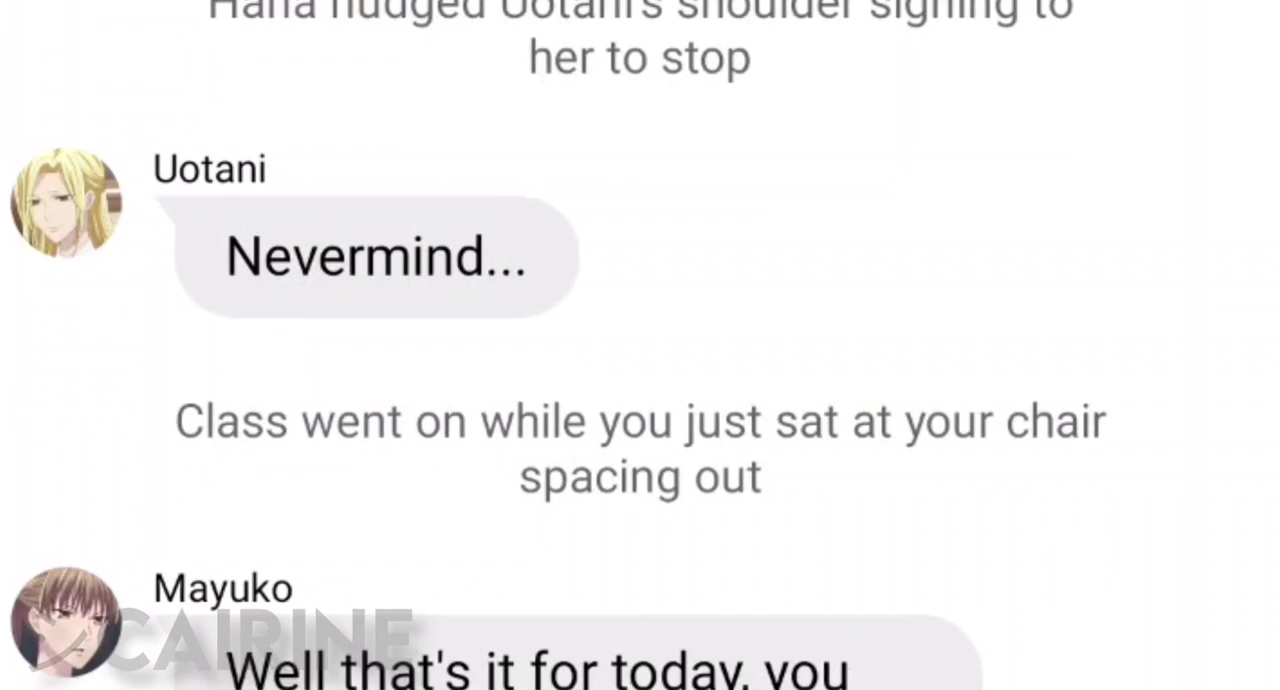 Hana nudged Uotani's shoulder signing to
her to stop
Uotani
Nevermind...
Class went on while you just sat at your chair
spacing out
Mayuko
CAIRINE
Well that's it for today, you